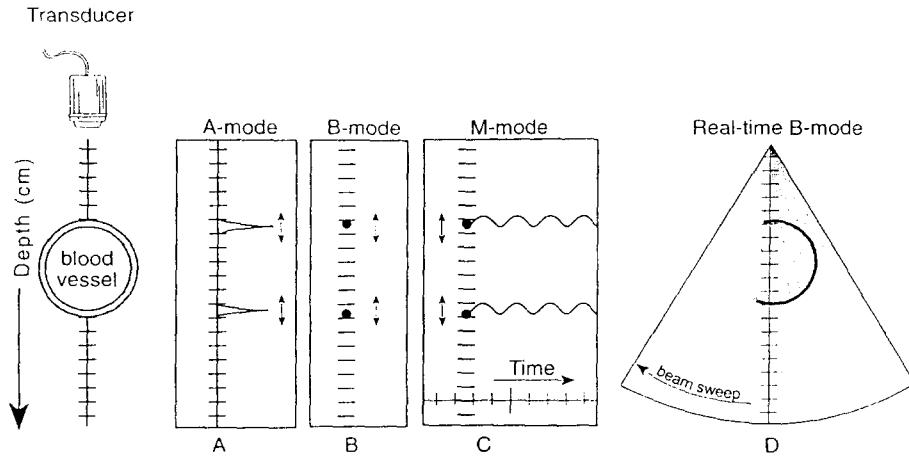 Transducer
A-mode
B-mode
M-mode
Real-time B-mode
Depth (cm)
blood
vessel
Time
beam sweep
A
B
C
D